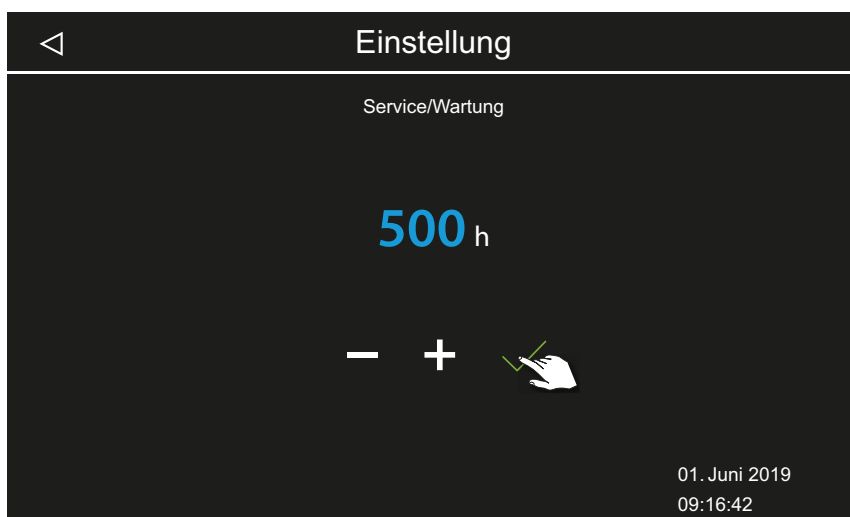 Einstellung
Service/Wartung
500 h
01. Juni 2019
09:16:42